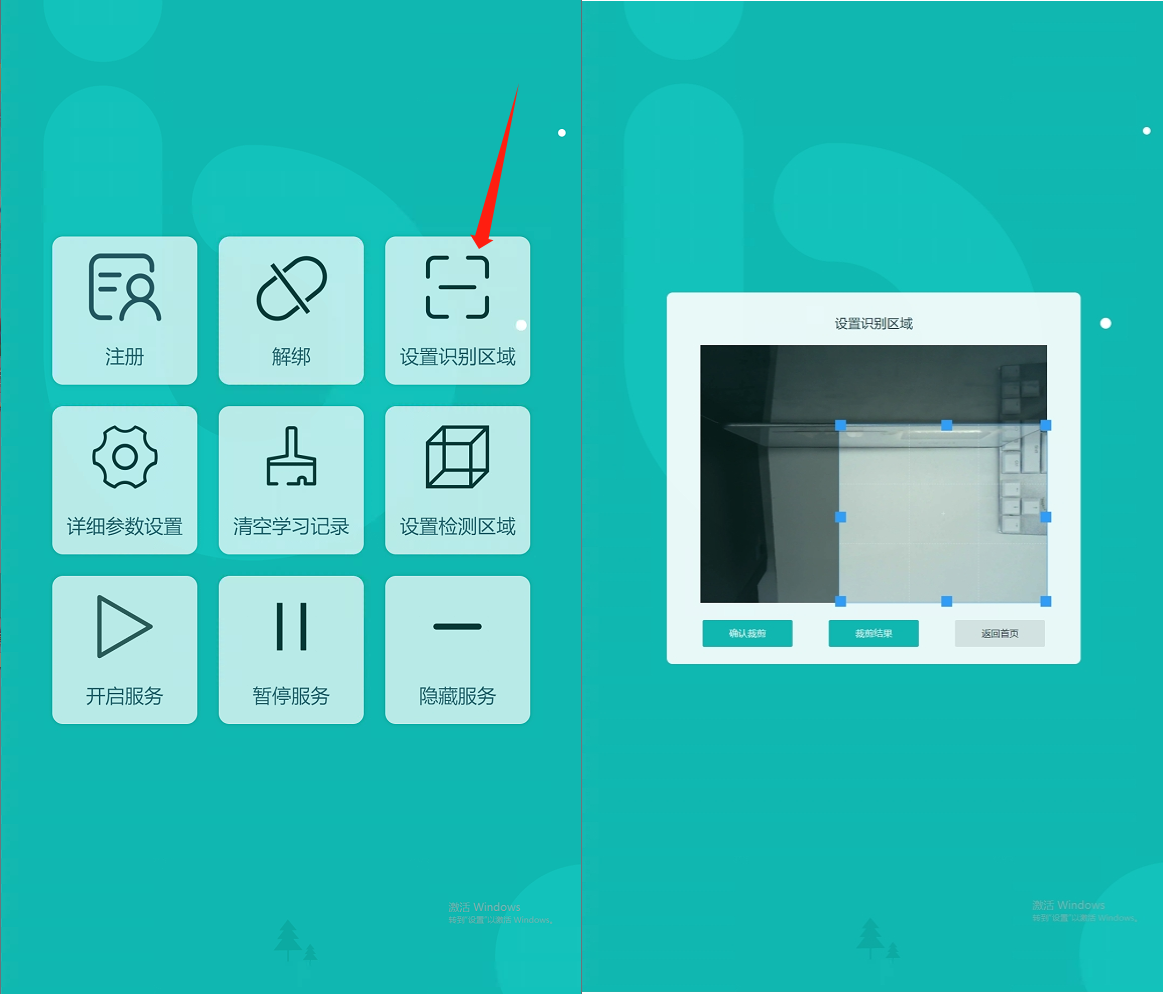 注册
解绑
设置识别区域
详细参数设置
清空学习记录
设置检测区域
开启服务
暂停服务
隐藏服务
激活 Windows
转到"设置"以激活 Windows。
设置识别区域
确认裁剪
裁剪结果
返回首页
激活 Windows
转到"设置"以激活 Windows。